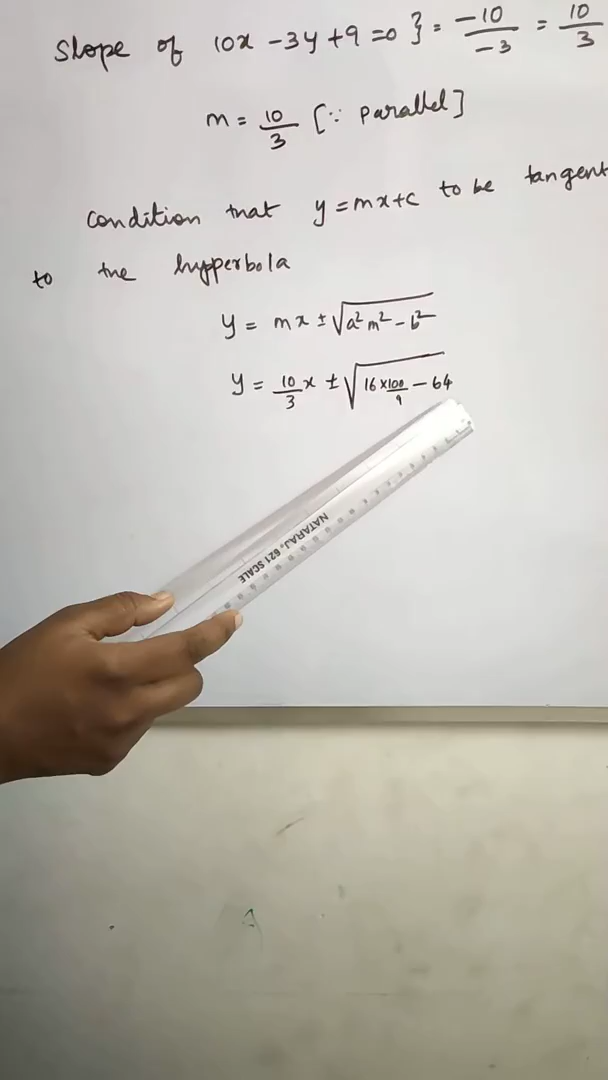 Slope of 10x - 3y + 9 = 0 } = -10/-3 = 10/3
m = 10/3 [∵ Parallel]
Condition that y = mx + c to be tangent
to the hypperbola
y = mx ± √(a²m² - b²)
y = 10/3 x ± √(16 × 100/9 - 64)
NATARAJ. 621 SCALE